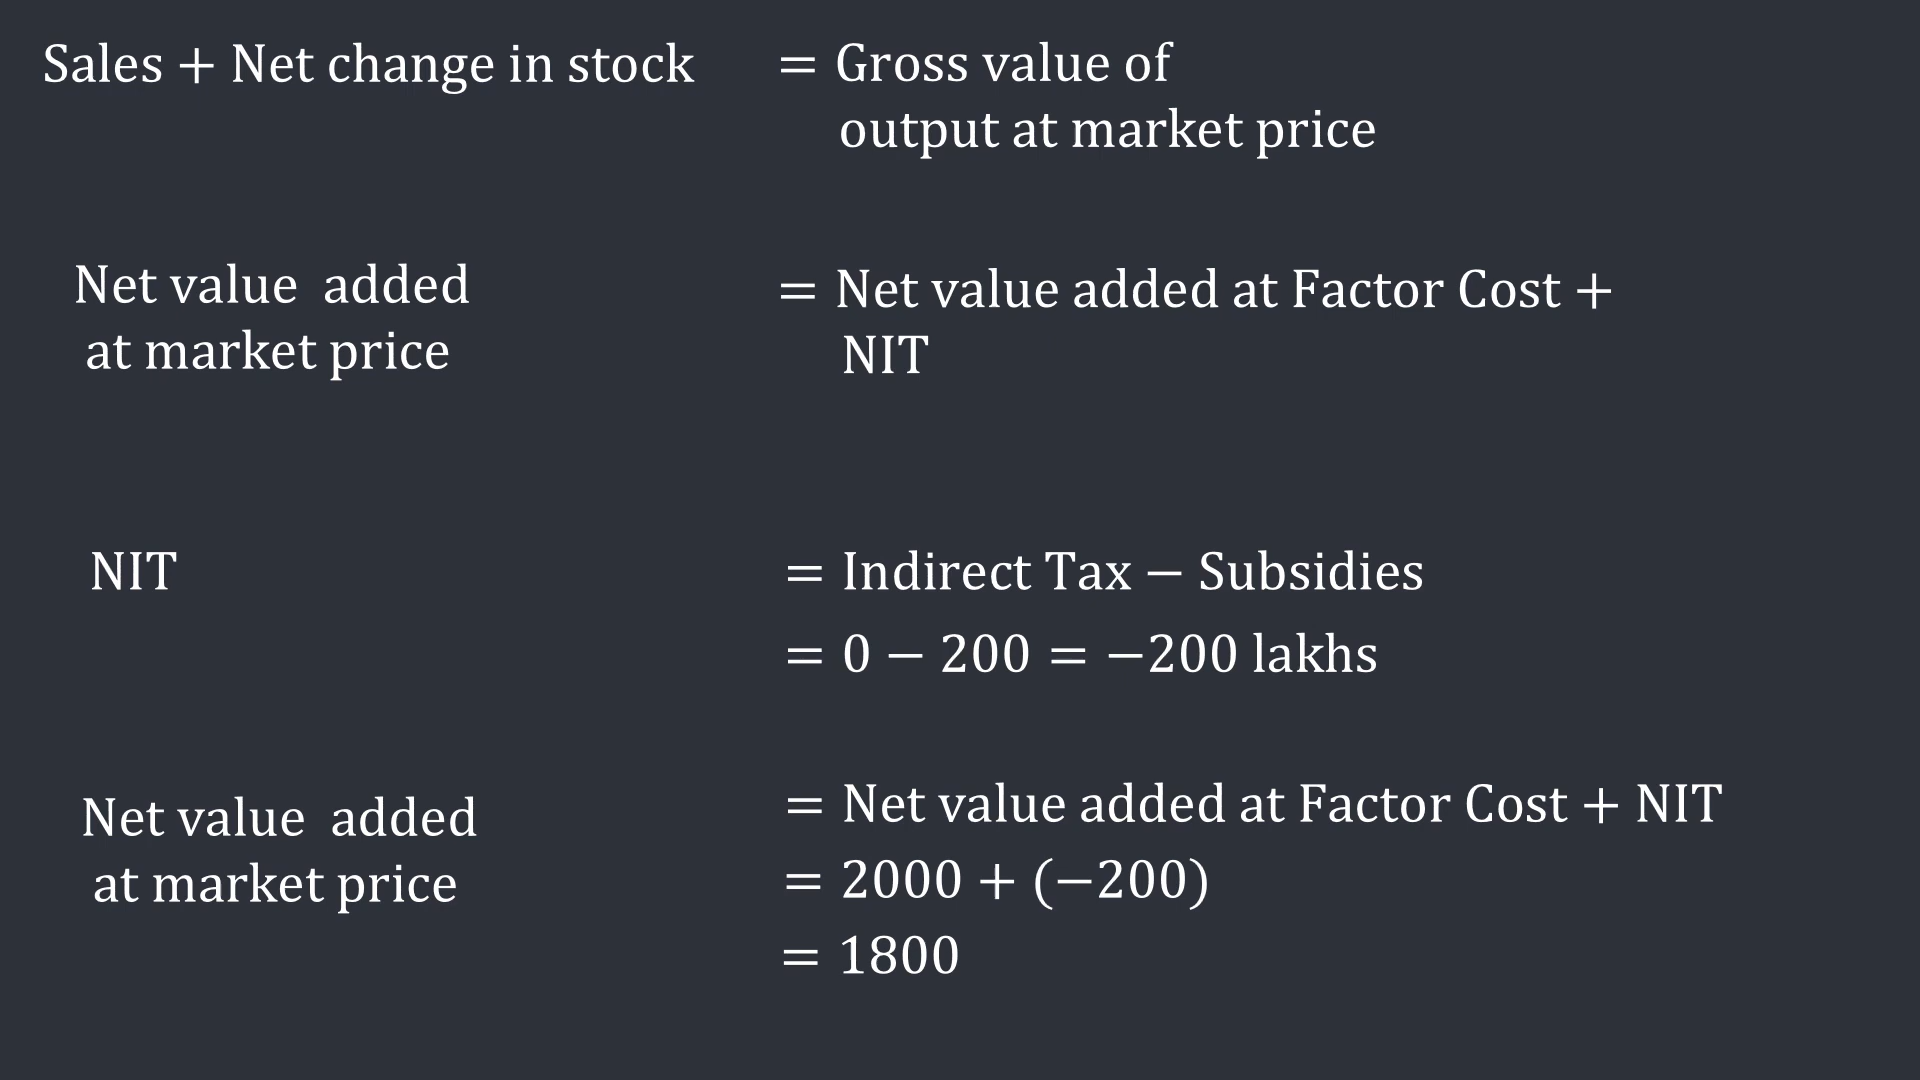 Sales + Net change in stock = Gross value of
output at market price
Net value added = Net value added at Factor Cost +
at market price NIT
NIT = Indirect Tax − Subsidies
= 0 − 200 = −200 lakhs
Net value added = Net value added at Factor Cost + NIT
at market price = 2000 + (−200)
= 1800